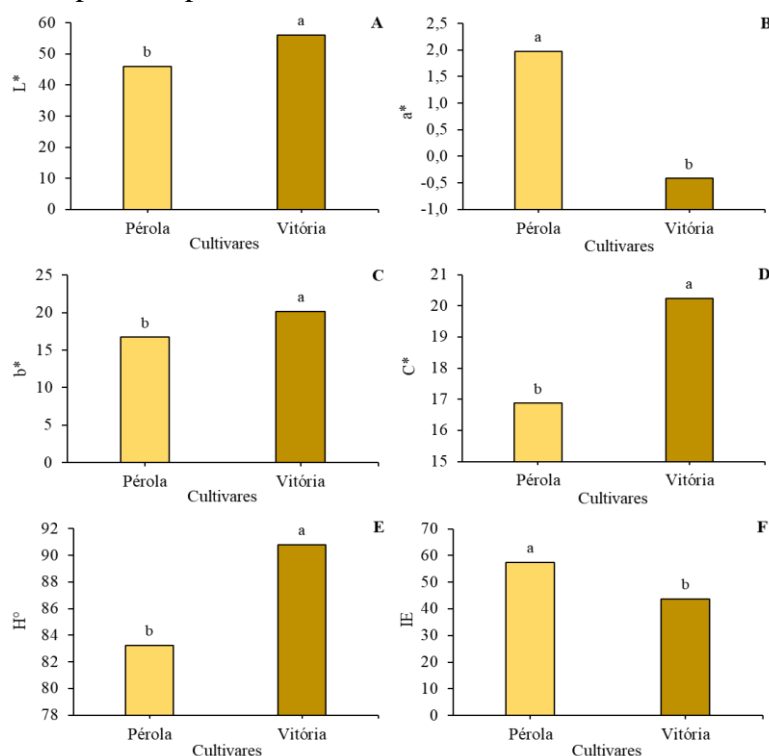 60
50
40
30
20
10
0
L*
b
a
A
Pérola
Vitória
Cultivares
2,5
2,0
1,5
1,0
0,5
0,0
-0,5
-1,0
a*
a
b
B
Pérola
Vitória
Cultivares
25
20
15
10
5
0
b*
b
a
C
Pérola
Vitória
Cultivares
21
20
19
18
17
16
15
C*
b
a
D
Pérola
Vitória
Cultivares
92
90
88
86
84
82
80
78
H°
b
a
E
Pérola
Vitória
Cultivares
70
60
50
40
30
20
10
0
IE
a
b
F
Pérola
Vitória
Cultivares